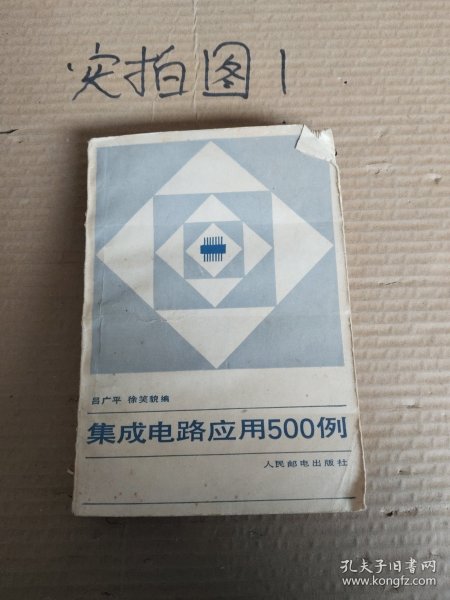 实拍图1
吕广平 徐笑貌编
集成电路应用500例
人民邮电出版社
孔夫子旧书网
www.kongfz.com